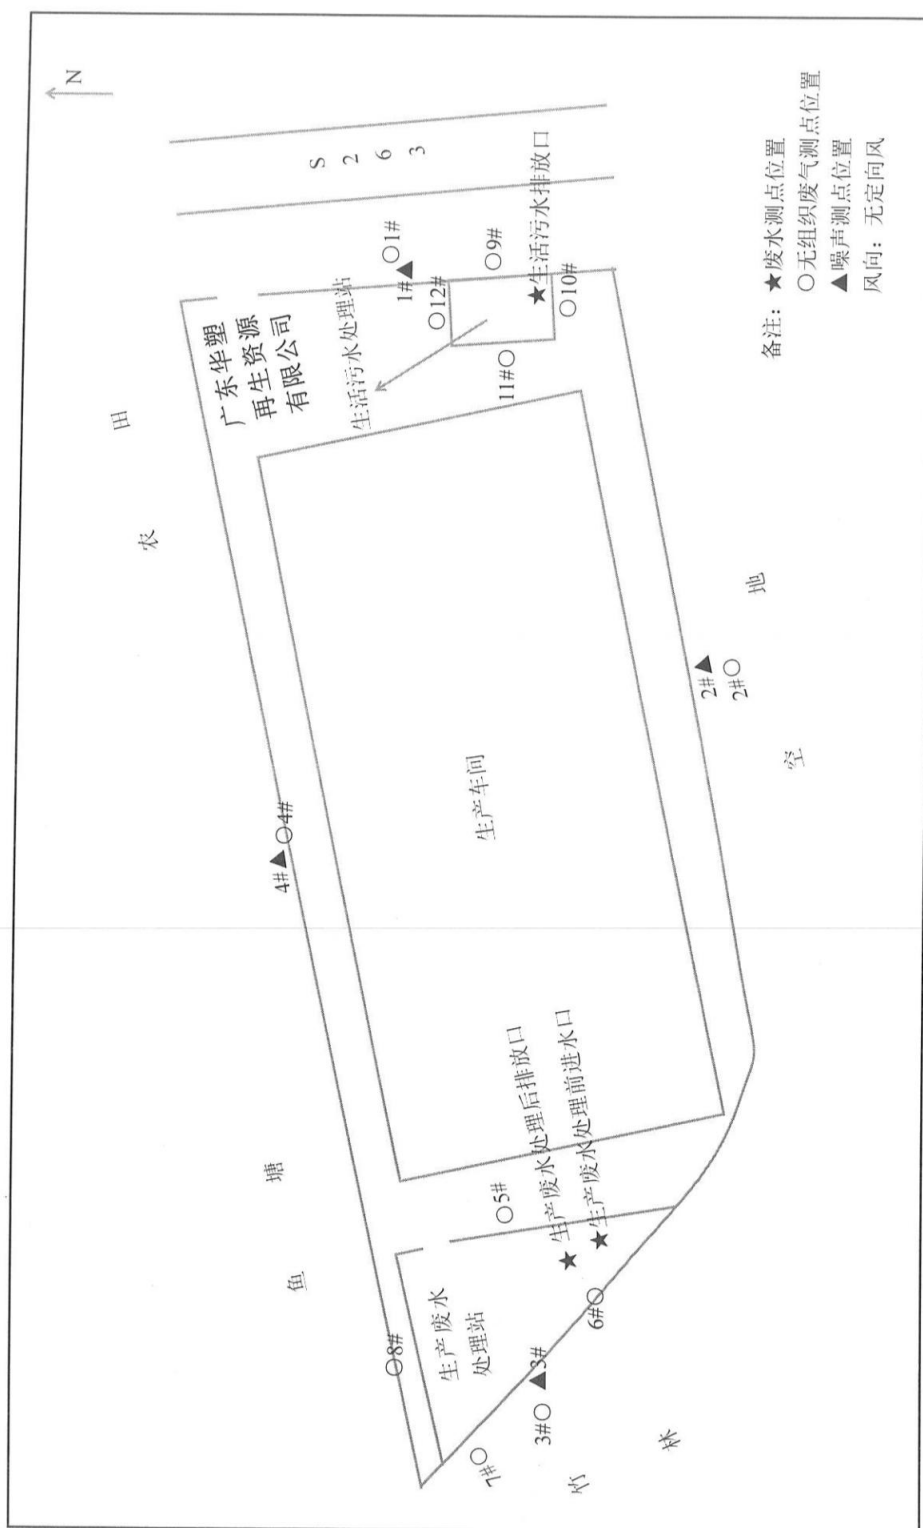 N
S
2
6
3
田
农
广东华塑
再生资源
有限公司
生活污水处理站
1#
○1#
○12#
○9#
★生活污水排放口
○10#
11#○
备注：★废水测点位置
○无组织废气测点位置
▲噪声测点位置
风向：无定向风
4#▲
○4#
生产车间
2#▲
2#○
地
空
塘
鱼
○8#
○5#
★生产废水处理后排放口
★生产废水处理前进水口
生产废水
处理站
6#○
▲3#
3#○
7#○
竹
林